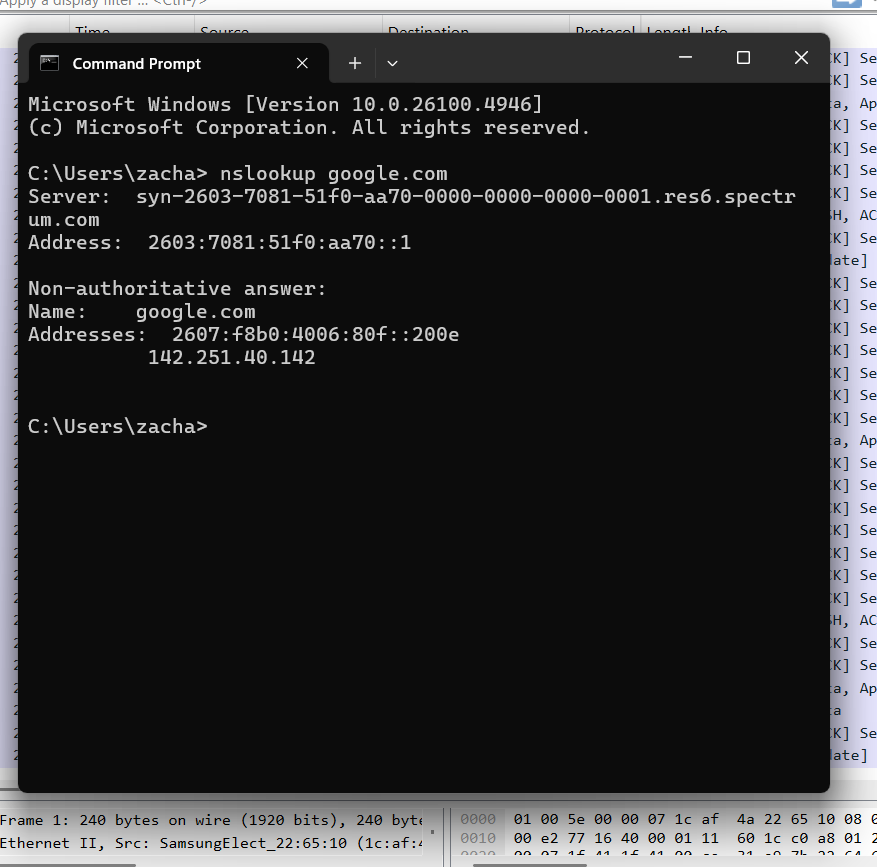 Apply a display filter ... <Ctrl-/>
Time Source Destination Protocol Length Info
Command Prompt
Microsoft Windows [Version 10.0.26100.4946]
(c) Microsoft Corporation. All rights reserved.
C:\Users\zacha> nslookup google.com
Server:  syn-2603-7081-51f0-aa70-0000-0000-0000-0001.res6.spectr
um.com
Address:  2603:7081:51f0:aa70::1
Non-authoritative answer:
Name:    google.com
Addresses:  2607:f8b0:4006:80f::200e
142.251.40.142
C:\Users\zacha>
Frame 1: 240 bytes on wire (1920 bits), 240 byte
Ethernet II, Src: SamsungElect_22:65:10 (1c:af:4
0000 01 00 5e 00 00 07 1c af 4a 22 65 10 08 0
0010 00 e2 77 16 40 00 01 11 60 1c c0 a8 01 2